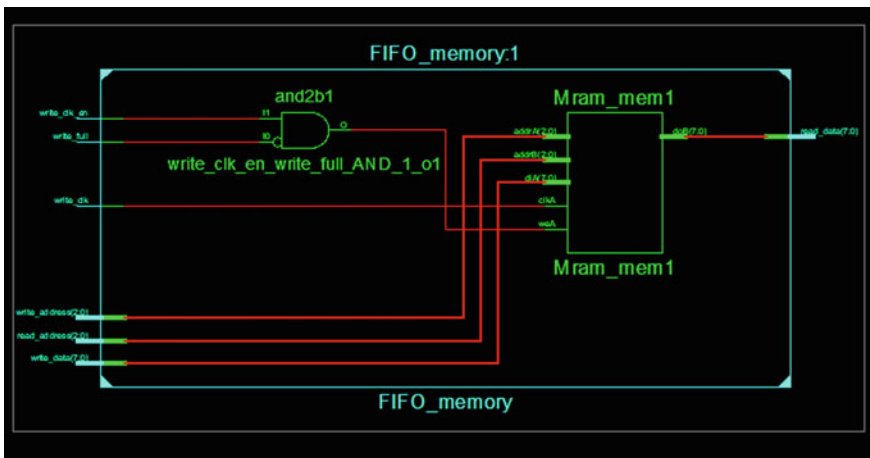 FIFO_memory:1
and2b1
Mram_mem1
write_clk_en
I1
write_full
I0
O
addrA(2:0)
doB(7:0)
read_data(7:0)
write_clk_en_write_full_AND_1_o1
addrB(2:0)
diA(7:0)
write_clk
clkA
weA
Mram_mem1
write_address(2:0)
read_address(2:0)
write_data(7:0)
FIFO_memory